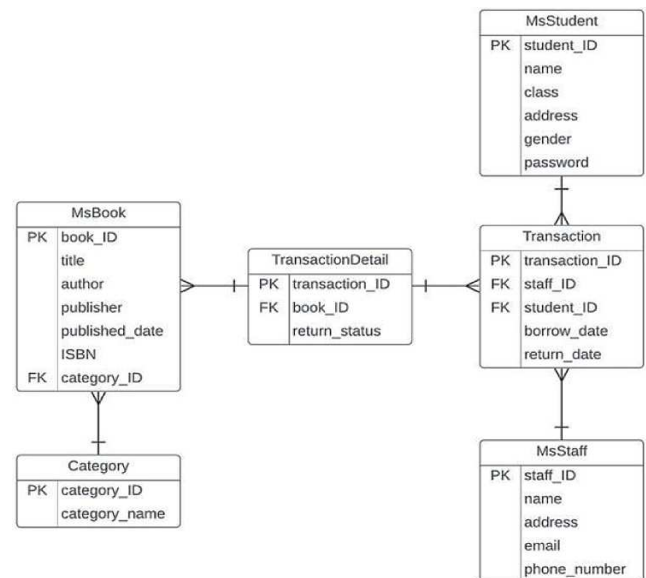 MsStudent
PK student_ID
name
class
address
gender
password
MsBook
PK book_ID
title
author
publisher
published_date
ISBN
FK category_ID
TransactionDetail
PK transaction_ID
FK book_ID
return_status
Transaction
PK transaction_ID
FK staff_ID
FK student_ID
borrow_date
return_date
Category
PK category_ID
category_name
MsStaff
PK staff_ID
name
address
email
phone_number